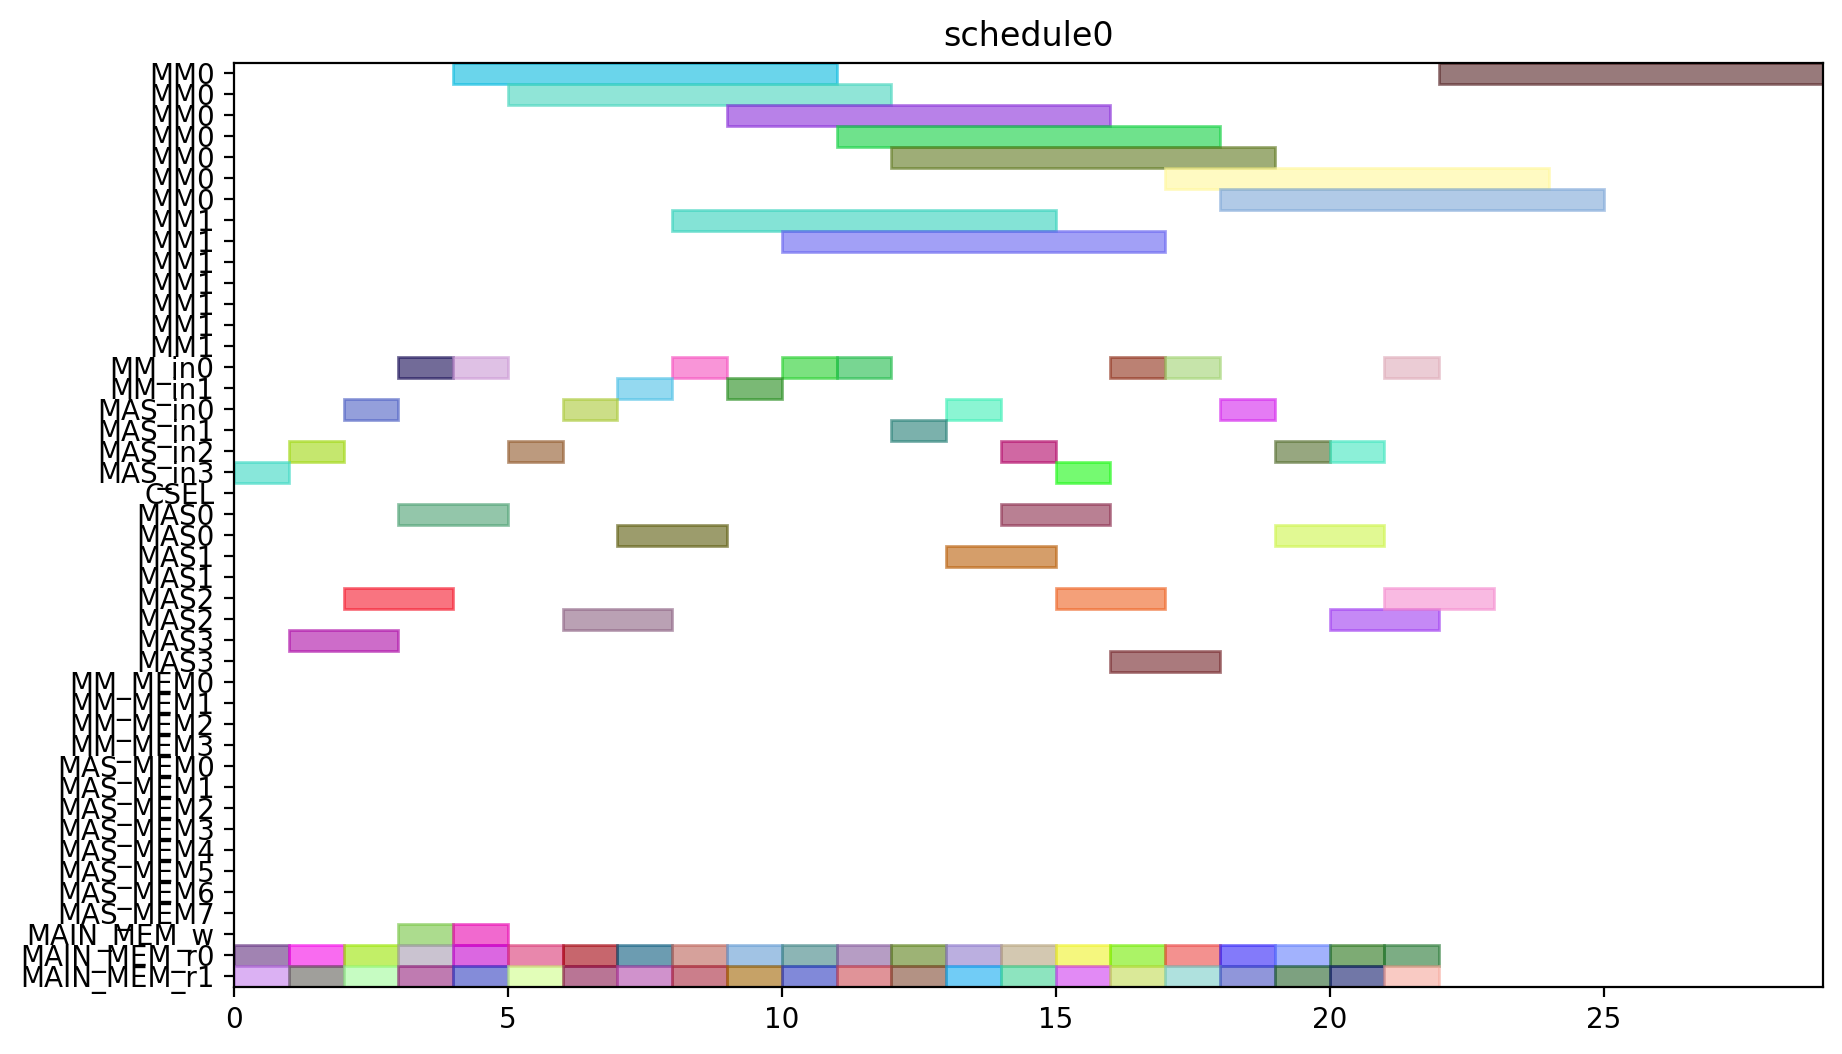 schedule0
MM0
MM0
MM0
MM0
MM0
MM0
MM0
MM1
MM1
MM1
MM1
MM1
MM1
MM1
MM_in0
MM_in1
MAS_in0
MAS_in1
MAS_in2
MAS_in3
CSEL
MAS0
MAS0
MAS1
MAS1
MAS2
MAS2
MAS3
MAS3
MM_MEM0
MM_MEM1
MM_MEM2
MM_MEM3
MAS_MEM0
MAS_MEM1
MAS_MEM2
MAS_MEM3
MAS_MEM4
MAS_MEM5
MAS_MEM6
MAS_MEM7
MAIN_MEM_w
MAIN_MEM_r0
MAIN_MEM_r1
0 5 10 15 20 25